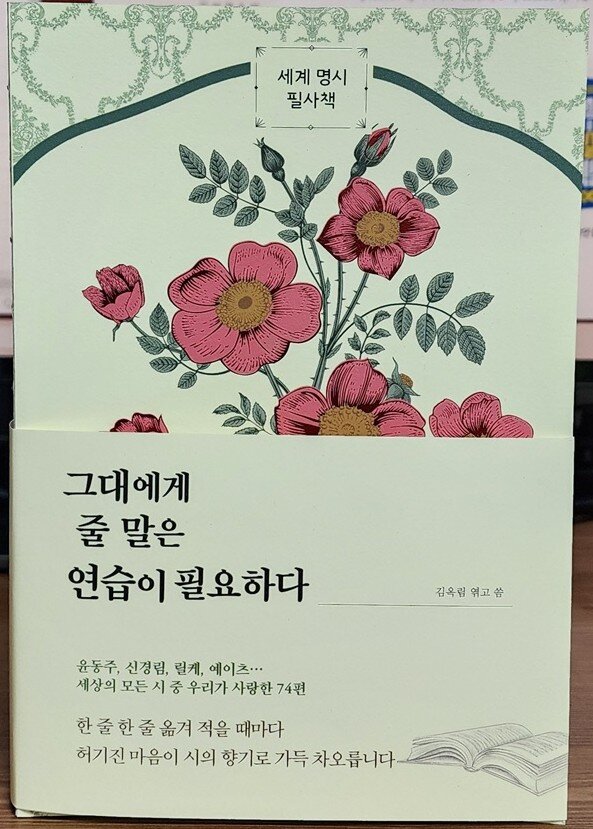 세계 명시
필사책
그대에게
줄 말은
연습이 필요하다
김옥림 엮고 씀
윤동주, 신경림, 릴케, 예이츠…
세상의 모든 시 중 우리가 사랑한 74편
한 줄 한 줄 옮겨 적을 때마다
허기진 마음이 시의 향기로 가득 차오릅니다